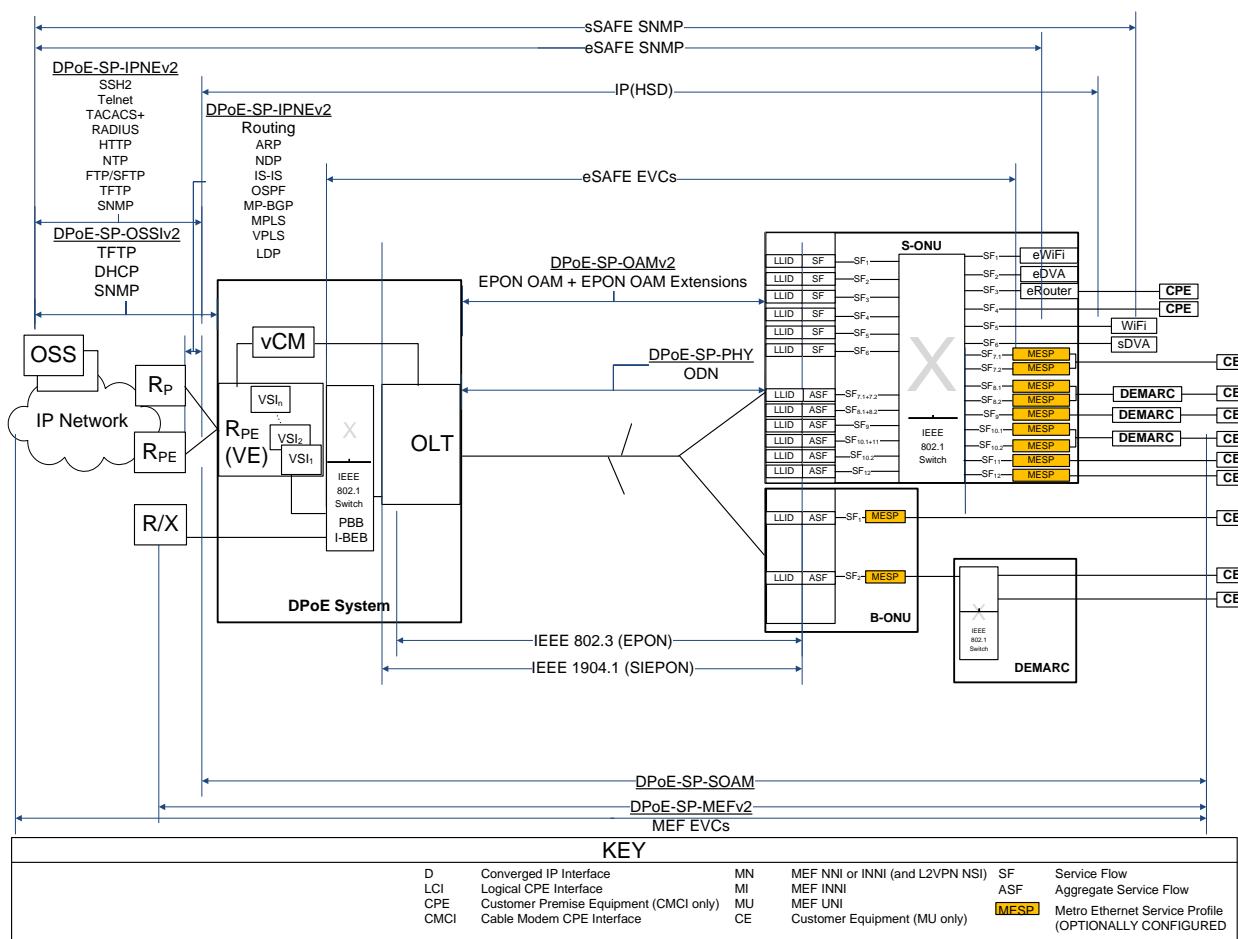 sSAFE SNMP
eSAFE SNMP
DPoE-SP-IPNEv2
SSH2
Telnet
TACACS+
RADIUS
HTTP
NTP
FTP/SFTP
TFTP
SNMP
IP(HSD)
DPoE-SP-IPNEv2
Routing
ARP
NDP
IS-IS
OSPF
MP-BGP
MPLS
VPLS
LDP
eSAFE EVCs
DPoE-SP-OSSIv2
TFTP
DHCP
SNMP
DPoE-SP-OAMv2
EPON OAM + EPON OAM Extensions
DPoE-SP-PHY
ODN
OSS
IP Network
RP
RPE
R/X
vCM
VSIn
VSI2
VSI1
RPE
(VE)
X
IEEE
802.1
Switch
PBB
I-BEB
OLT
DPoE System
S-ONU
LLID SF SF1
LLID SF SF2
LLID SF SF3
LLID SF SF4
LLID SF SF5
LLID SF SF6
LLID ASF SF7.1+7.2
LLID ASF SF8.1+8.2
LLID ASF SF9
LLID ASF SF10.1+11
LLID ASF SF10.2
LLID ASF SF12
X
IEEE
802.1
Switch
SF1 eWiFi
SF2 eDVA
SF3 eRouter CPE
SF4 CPE
SF5 WiFi
SF6 sDVA
SF7.1 MESP
CE
SF7.2 MESP
SF8.1 MESP
DEMARC CE
SF8.2 MESP
SF9 MESP DEMARC CE
SF10.1 MESP
DEMARC CE
SF10.2 MESP
SF11 MESP CE
SF12 MESP CE
LLID ASF SF1 MESP CE
LLID ASF SF2 MESP CE
CE
B-ONU
X
IEEE
802.1
Switch
DEMARC
IEEE 802.3 (EPON)
IEEE 1904.1 (SIEPON)
DPoE-SP-SOAM
DPoE-SP-MEFv2
MEF EVCs
KEY
D Converged IP Interface
LCI Logical CPE Interface
CPE Customer Premise Equipment (CMCI only)
CMCI Cable Modem CPE Interface
MN MEF NNI or INNI (and L2VPN NSI)
MI MEF INNI
MU MEF UNI
CE Customer Equipment (MU only)
SF Service Flow
ASF Aggregate Service Flow
MESP Metro Ethernet Service Profile
(OPTIONALLY CONFIGURED